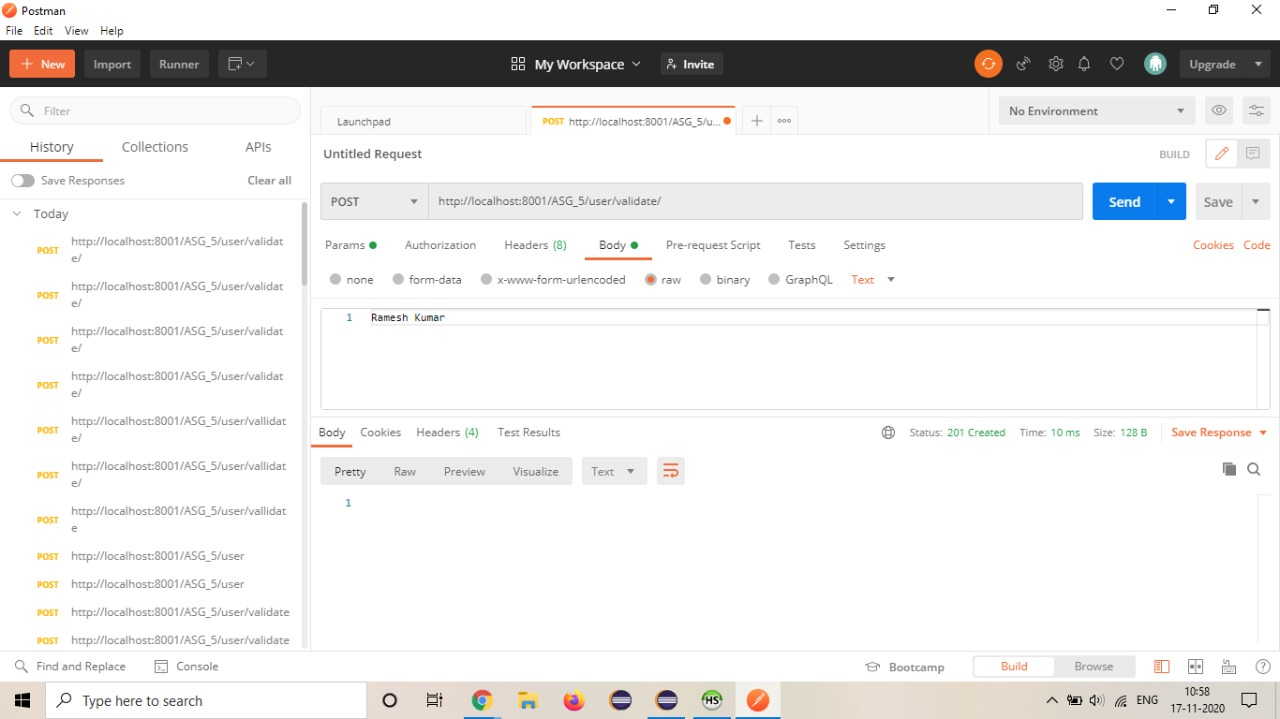 Postman
File Edit View Help
New Import Runner My Workspace Invite Upgrade
Filter
History Collections APIs
Save Responses Clear all
Today
POST http://localhost:8001/ASG_5/user/validat
e/
POST http://localhost:8001/ASG_5/user/validat
e/
POST http://localhost:8001/ASG_5/user/validat
e/
POST http://localhost:8001/ASG_5/user/validat
e/
POST http://localhost:8001/ASG_5/user/vallidat
e/
POST http://localhost:8001/ASG_5/user/vallidat
e/
POST http://localhost:8001/ASG_5/user/vallidat
e
POST http://localhost:8001/ASG_5/user
POST http://localhost:8001/ASG_5/user
POST http://localhost:8001/ASG_5/user/validate
POST http://localhost:8001/ASG_5/user/validate
Launchpad POST http://localhost:8001/ASG_5/u... No Environment
Untitled Request BUILD
POST http://localhost:8001/ASG_5/user/validate/ Send Save
Params Authorization Headers (8) Body Pre-request Script Tests Settings Cookies Code
none form-data x-www-form-urlencoded raw binary GraphQL Text
1 Ramesh Kumar
Body Cookies Headers (4) Test Results Status: 201 Created Time: 10 ms Size: 128 B Save Response
Pretty Raw Preview Visualize Text
1
Find and Replace Console Bootcamp Build Browse
Type here to search HS ENG 10:58
17-11-2020